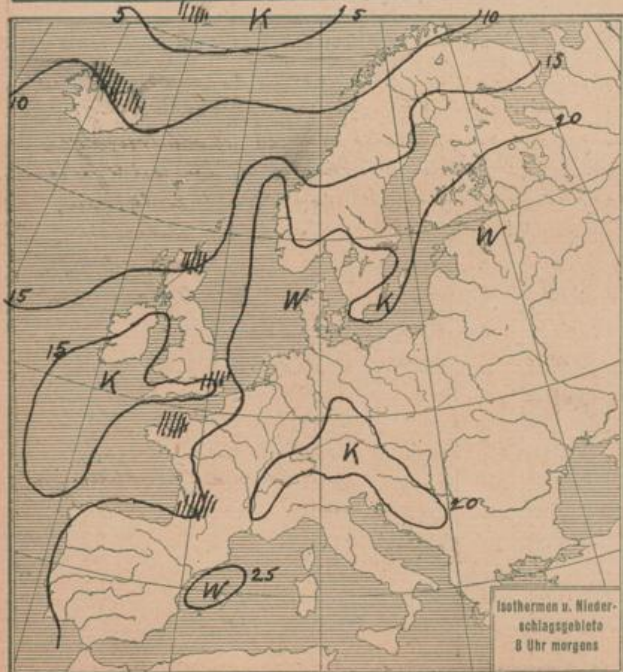 5 K 5
10
15
10
20
W
W
15
K
15
K
K
20
25
W
Isothermen u. Nieder-
schlagsgebiete
8 Uhr morgens